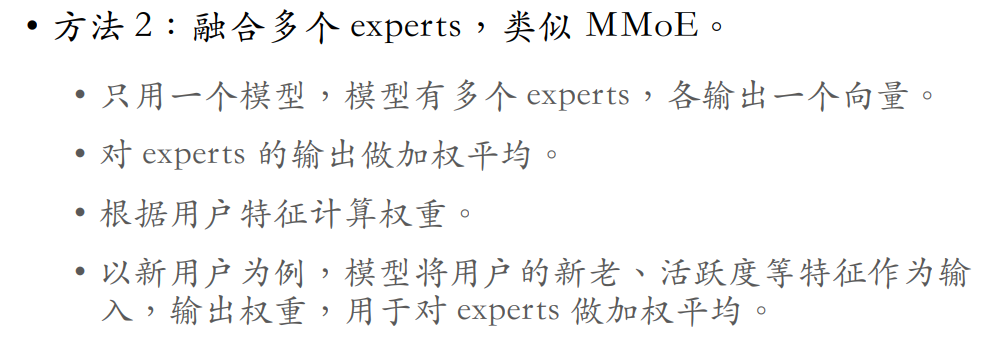 • 方法 2：融合多个 experts，类似 MMoE。
• 只用一个模型，模型有多个 experts，各输出一个向量。
• 对 experts 的输出做加权平均。
• 根据用户特征计算权重。
• 以新用户为例，模型将用户的新老、活跃度等特征作为输
入，输出权重，用于对 experts 做加权平均。